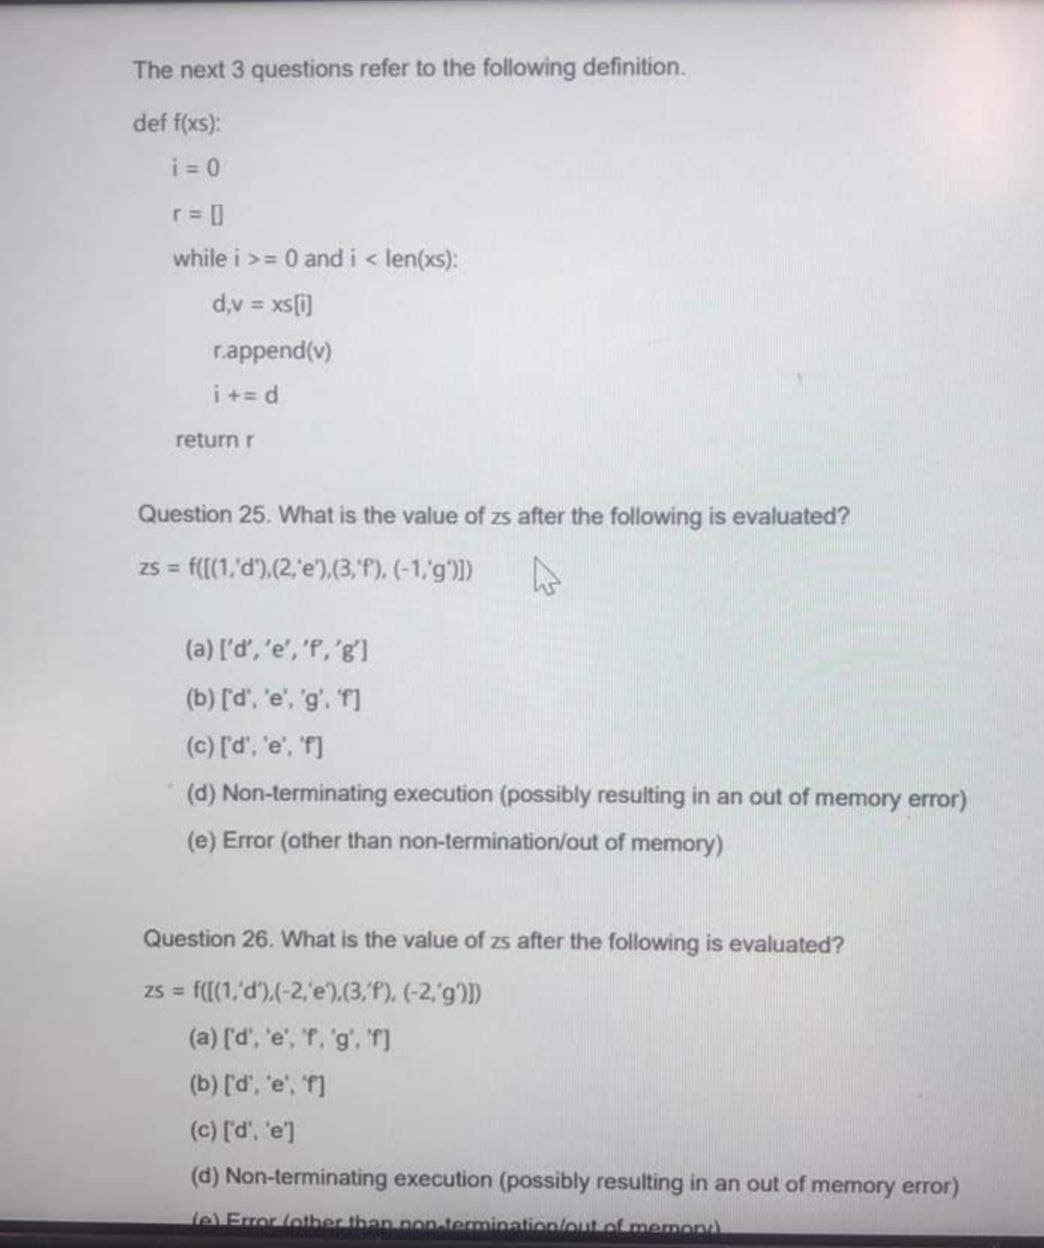 The next 3 questions refer to the following definition.
def f(xs):
i = 0
r = []
while i >= 0 and i < len(xs):
d,v = xs[i]
r.append(v)
i += d
return r
Question 25. What is the value of zs after the following is evaluated?
zs = f([(1,'d'),(2,'e'),(3,'f'), (-1,'g')])
(a) ['d', 'e', 'f', 'g']
(b) ['d', 'e', 'g', 'f']
(c) ['d', 'e', 'f']
(d) Non-terminating execution (possibly resulting in an out of memory error)
(e) Error (other than non-termination/out of memory)
Question 26. What is the value of zs after the following is evaluated?
zs = f([(1,'d'),(-2,'e'),(3,'f'), (-2,'g')])
(a) ['d', 'e', 'f', 'g', 'f']
(b) ['d', 'e', 'f']
(c) ['d', 'e']
(d) Non-terminating execution (possibly resulting in an out of memory error)
(e) Error (other than non-termination/out of memory)